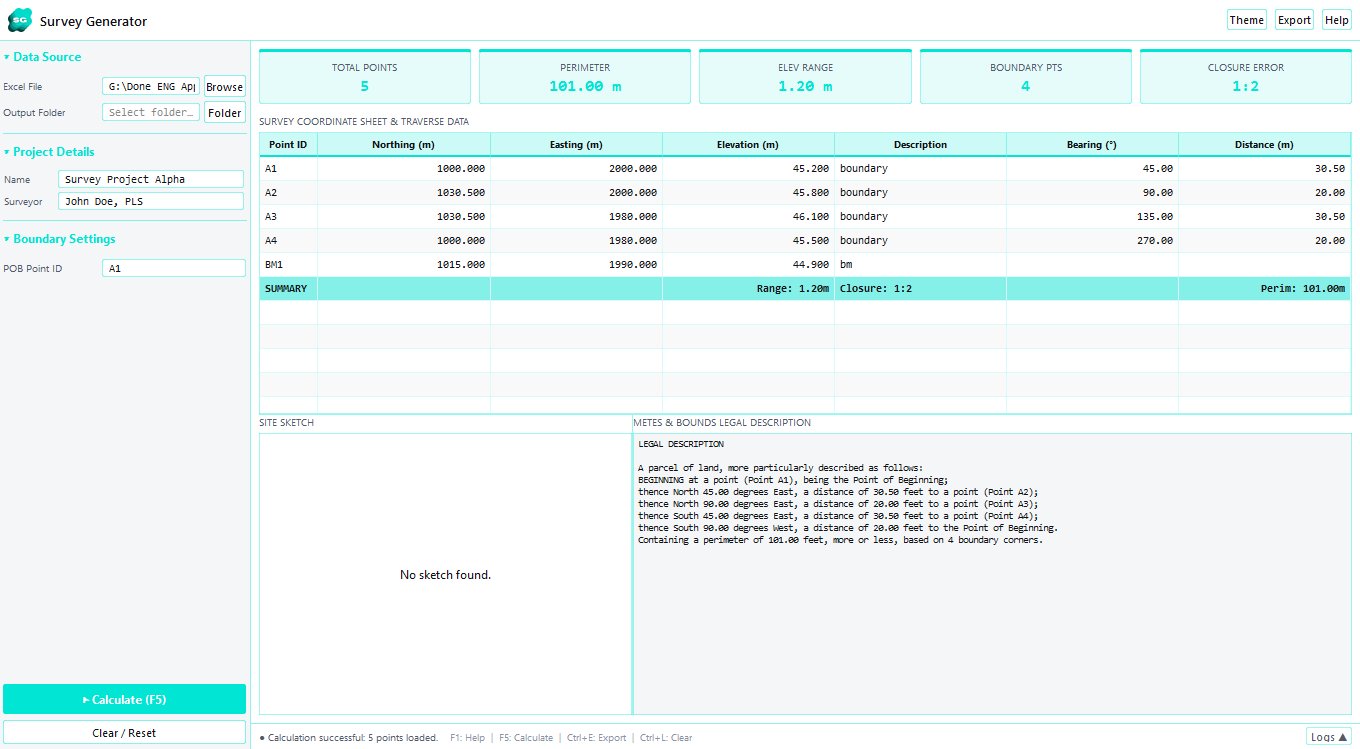 SG Survey Generator Theme Export Help
▾ Data Source
Excel File G:\Done ENG Ap Browse
Output Folder Select folder… Folder
▾ Project Details
Name Survey Project Alpha
Surveyor John Doe, PLS
▾ Boundary Settings
POB Point ID A1
▸ Calculate (F5)
Clear / Reset
TOTAL POINTS PERIMETER ELEV RANGE BOUNDARY PTS CLOSURE ERROR
5 101.00 m 1.20 m 4 1:2
SURVEY COORDINATE SHEET & TRAVERSE DATA
Point ID Northing (m) Easting (m) Elevation (m) Description Bearing (°) Distance (m)
A1 1000.000 2000.000 45.200 boundary 45.00 30.50
A2 1030.500 2000.000 45.800 boundary 90.00 20.00
A3 1030.500 1980.000 46.100 boundary 135.00 30.50
A4 1000.000 1980.000 45.500 boundary 270.00 20.00
BM1 1015.000 1990.000 44.900 bm
SUMMARY Range: 1.20m Closure: 1:2 Perim: 101.00m
SITE SKETCH
No sketch found.
METES & BOUNDS LEGAL DESCRIPTION
LEGAL DESCRIPTION
A parcel of land, more particularly described as follows:
BEGINNING at a point (Point A1), being the Point of Beginning;
thence North 45.00 degrees East, a distance of 30.50 feet to a point (Point A2);
thence North 90.00 degrees East, a distance of 20.00 feet to a point (Point A3);
thence South 45.00 degrees East, a distance of 30.50 feet to a point (Point A4);
thence South 90.00 degrees West, a distance of 20.00 feet to the Point of Beginning.
Containing a perimeter of 101.00 feet, more or less, based on 4 boundary corners.
● Calculation successful: 5 points loaded. F1: Help | F5: Calculate | Ctrl+E: Export | Ctrl+L: Clear Logs ▲